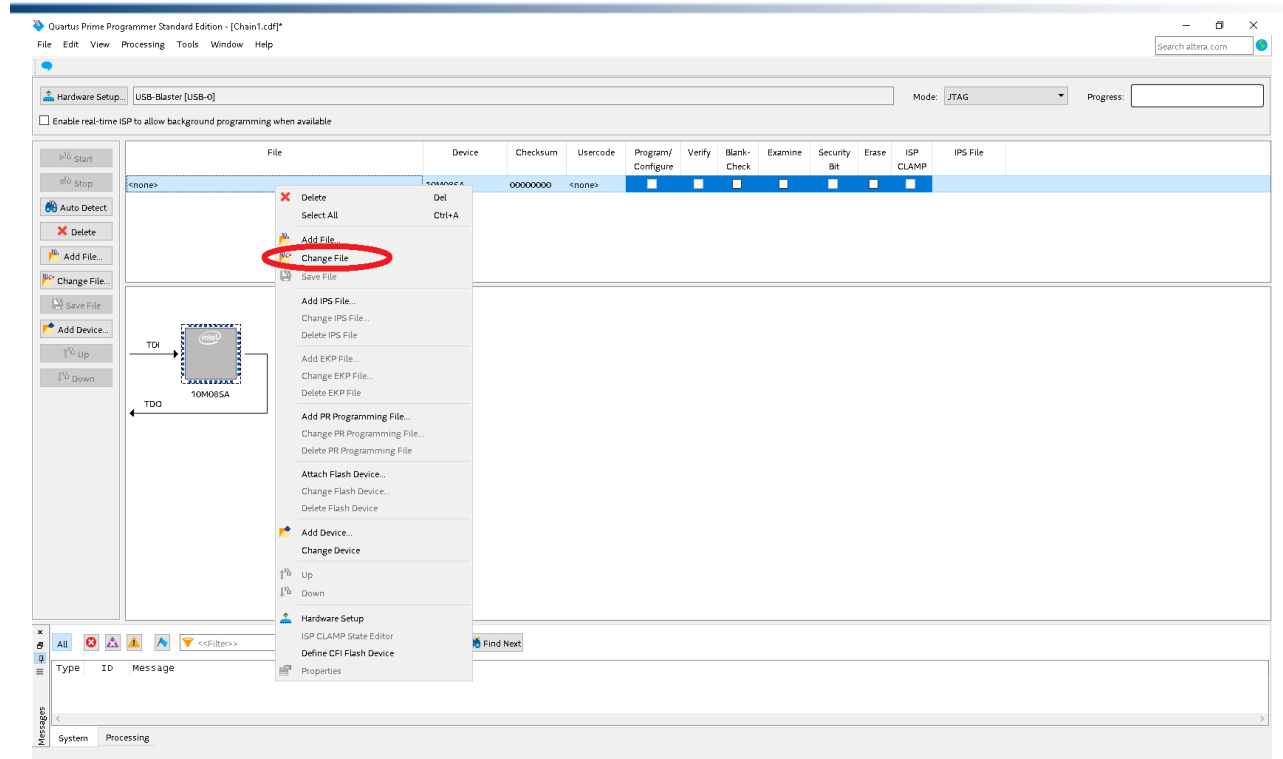 Quartus Prime Programmer Standard Edition - [Chain1.cdf]*
File Edit View Processing Tools Window Help
Search altera.com
Hardware Setup... USB-Blaster [USB-0] Mode: JTAG Progress:
Enable real-time ISP to allow background programming when available
Start
Stop
Auto Detect
Delete
Add File...
Change File...
Save File
Add Device...
Up
Down
File Device Checksum Usercode Program/ Configure Verify Blank- Check Examine Security Bit Erase ISP CLAMP IPS File
<none> 10M08SA 00000000 <none>
Delete Del
Select All Ctrl+A
Add File...
Change File
Save File
Add IPS File...
Change IPS File...
Delete IPS File
Add EKP File...
Change EKP File...
Delete EKP File
Add PR Programming File...
Change PR Programming File...
Delete PR Programming File
Attach Flash Device...
Change Flash Device...
Delete Flash Device
Add Device...
Change Device
Up
Down
Hardware Setup
ISP CLAMP State Editor
Define CFI Flash Device
Properties
TDI
intel
10M08SA
TDO
All <<Filter>> Find Next
Type ID Message
Messages
System Processing